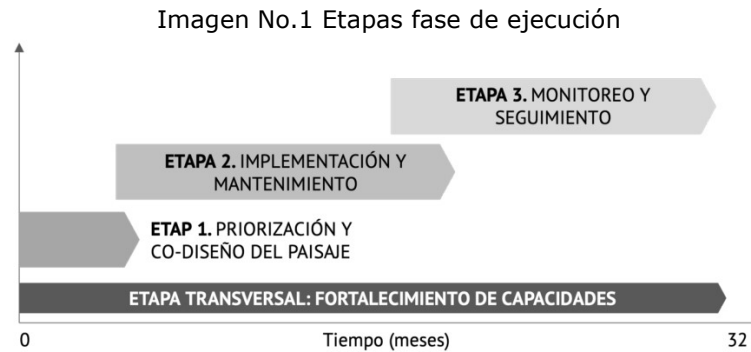 Imagen No.1 Etapas fase de ejecución
ETAPA 3. MONITOREO Y
SEGUIMIENTO
ETAPA 2. IMPLEMENTACIÓN Y
MANTENIMIENTO
ETAP 1. PRIORIZACIÓN Y
CO-DISEÑO DEL PAISAJE
ETAPA TRANSVERSAL: FORTALECIMIENTO DE CAPACIDADES
0 Tiempo (meses) 32